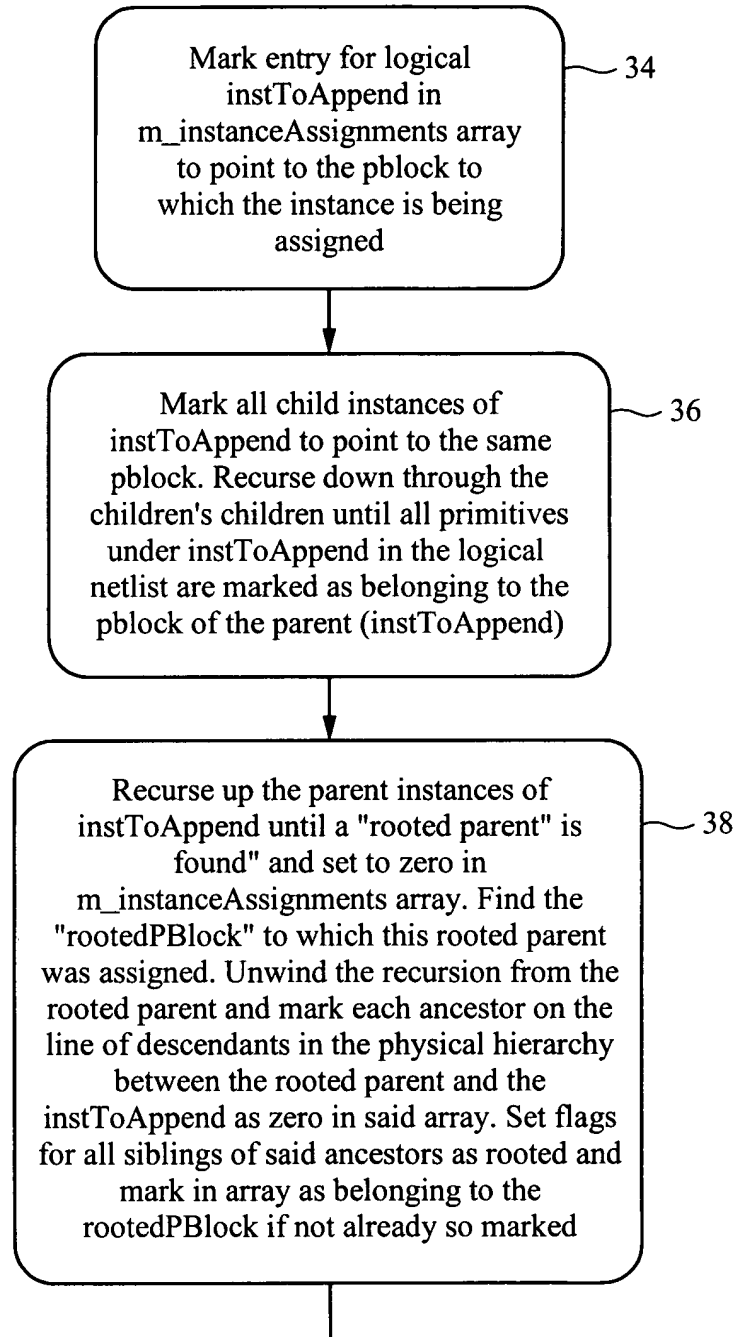 Mark entry for logical
instToAppend in
m_instanceAssignments array
to point to the pblock to
which the instance is being
assigned
34
Mark all child instances of
instToAppend to point to the same
pblock. Recurse down through the
children's children until all primitives
under instToAppend in the logical
netlist are marked as belonging to the
pblock of the parent (instToAppend)
36
Recurse up the parent instances of
instToAppend until a "rooted parent" is
found" and set to zero in
m_instanceAssignments array. Find the
"rootedPBlock" to which this rooted parent
was assigned. Unwind the recursion from the
rooted parent and mark each ancestor on the
line of descendants in the physical hierarchy
between the rooted parent and the
instToAppend as zero in said array. Set flags
for all siblings of said ancestors as rooted and
mark in array as belonging to the
rootedPBlock if not already so marked
38